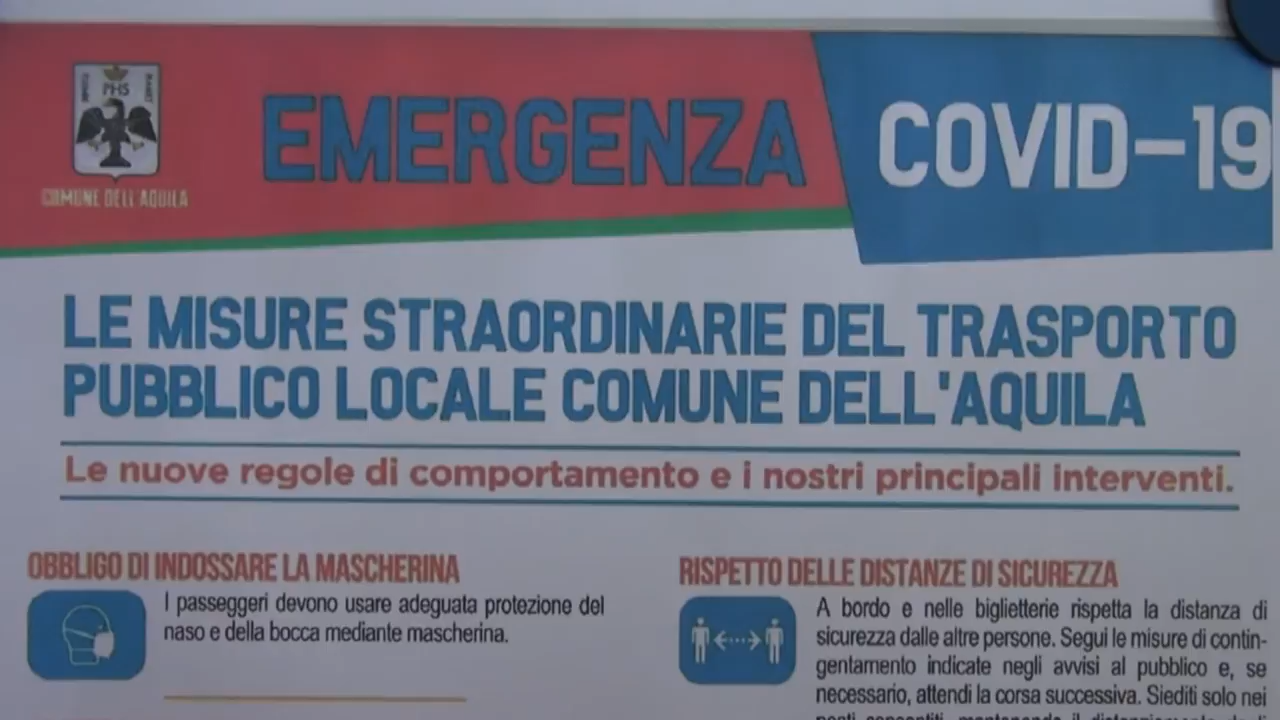 PHS
COMUNE DELL'AQUILA
EMERGENZA COVID-19
LE MISURE STRAORDINARIE DEL TRASPORTO
PUBBLICO LOCALE COMUNE DELL'AQUILA
Le nuove regole di comportamento e i nostri principali interventi.
OBBLIGO DI INDOSSARE LA MASCHERINA
I passeggeri devono usare adeguata protezione del
naso e della bocca mediante mascherina.
RISPETTO DELLE DISTANZE DI SICUREZZA
A bordo e nelle biglietterie rispetta la distanza di
sicurezza dalle altre persone. Segui le misure di contin-
gentamento indicate negli avvisi al pubblico e, se
necessario, attendi la corsa successiva. Siediti solo nei